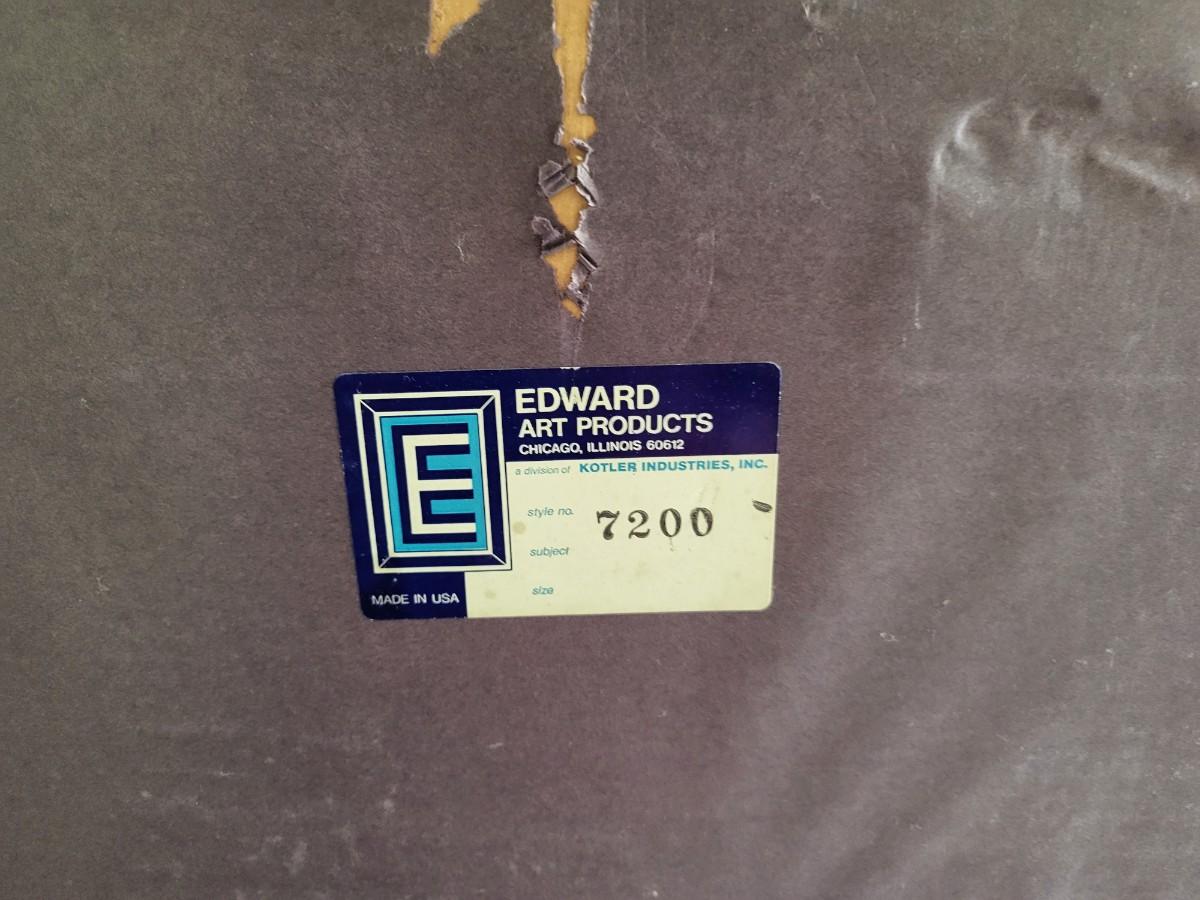 EDWARD
ART PRODUCTS
CHICAGO, ILLINOIS 60612
a division of KOTLER INDUSTRIES, INC.
style no. 7200
subject
size
E
MADE IN USA